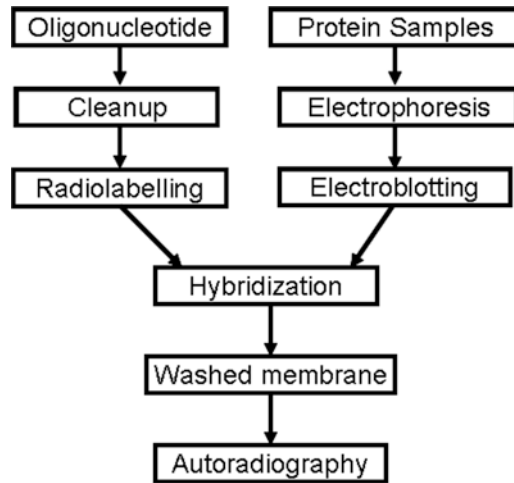 Oligonucleotide
Protein Samples
Cleanup
Electrophoresis
Radiolabelling
Electroblotting
Hybridization
Washed membrane
Autoradiography